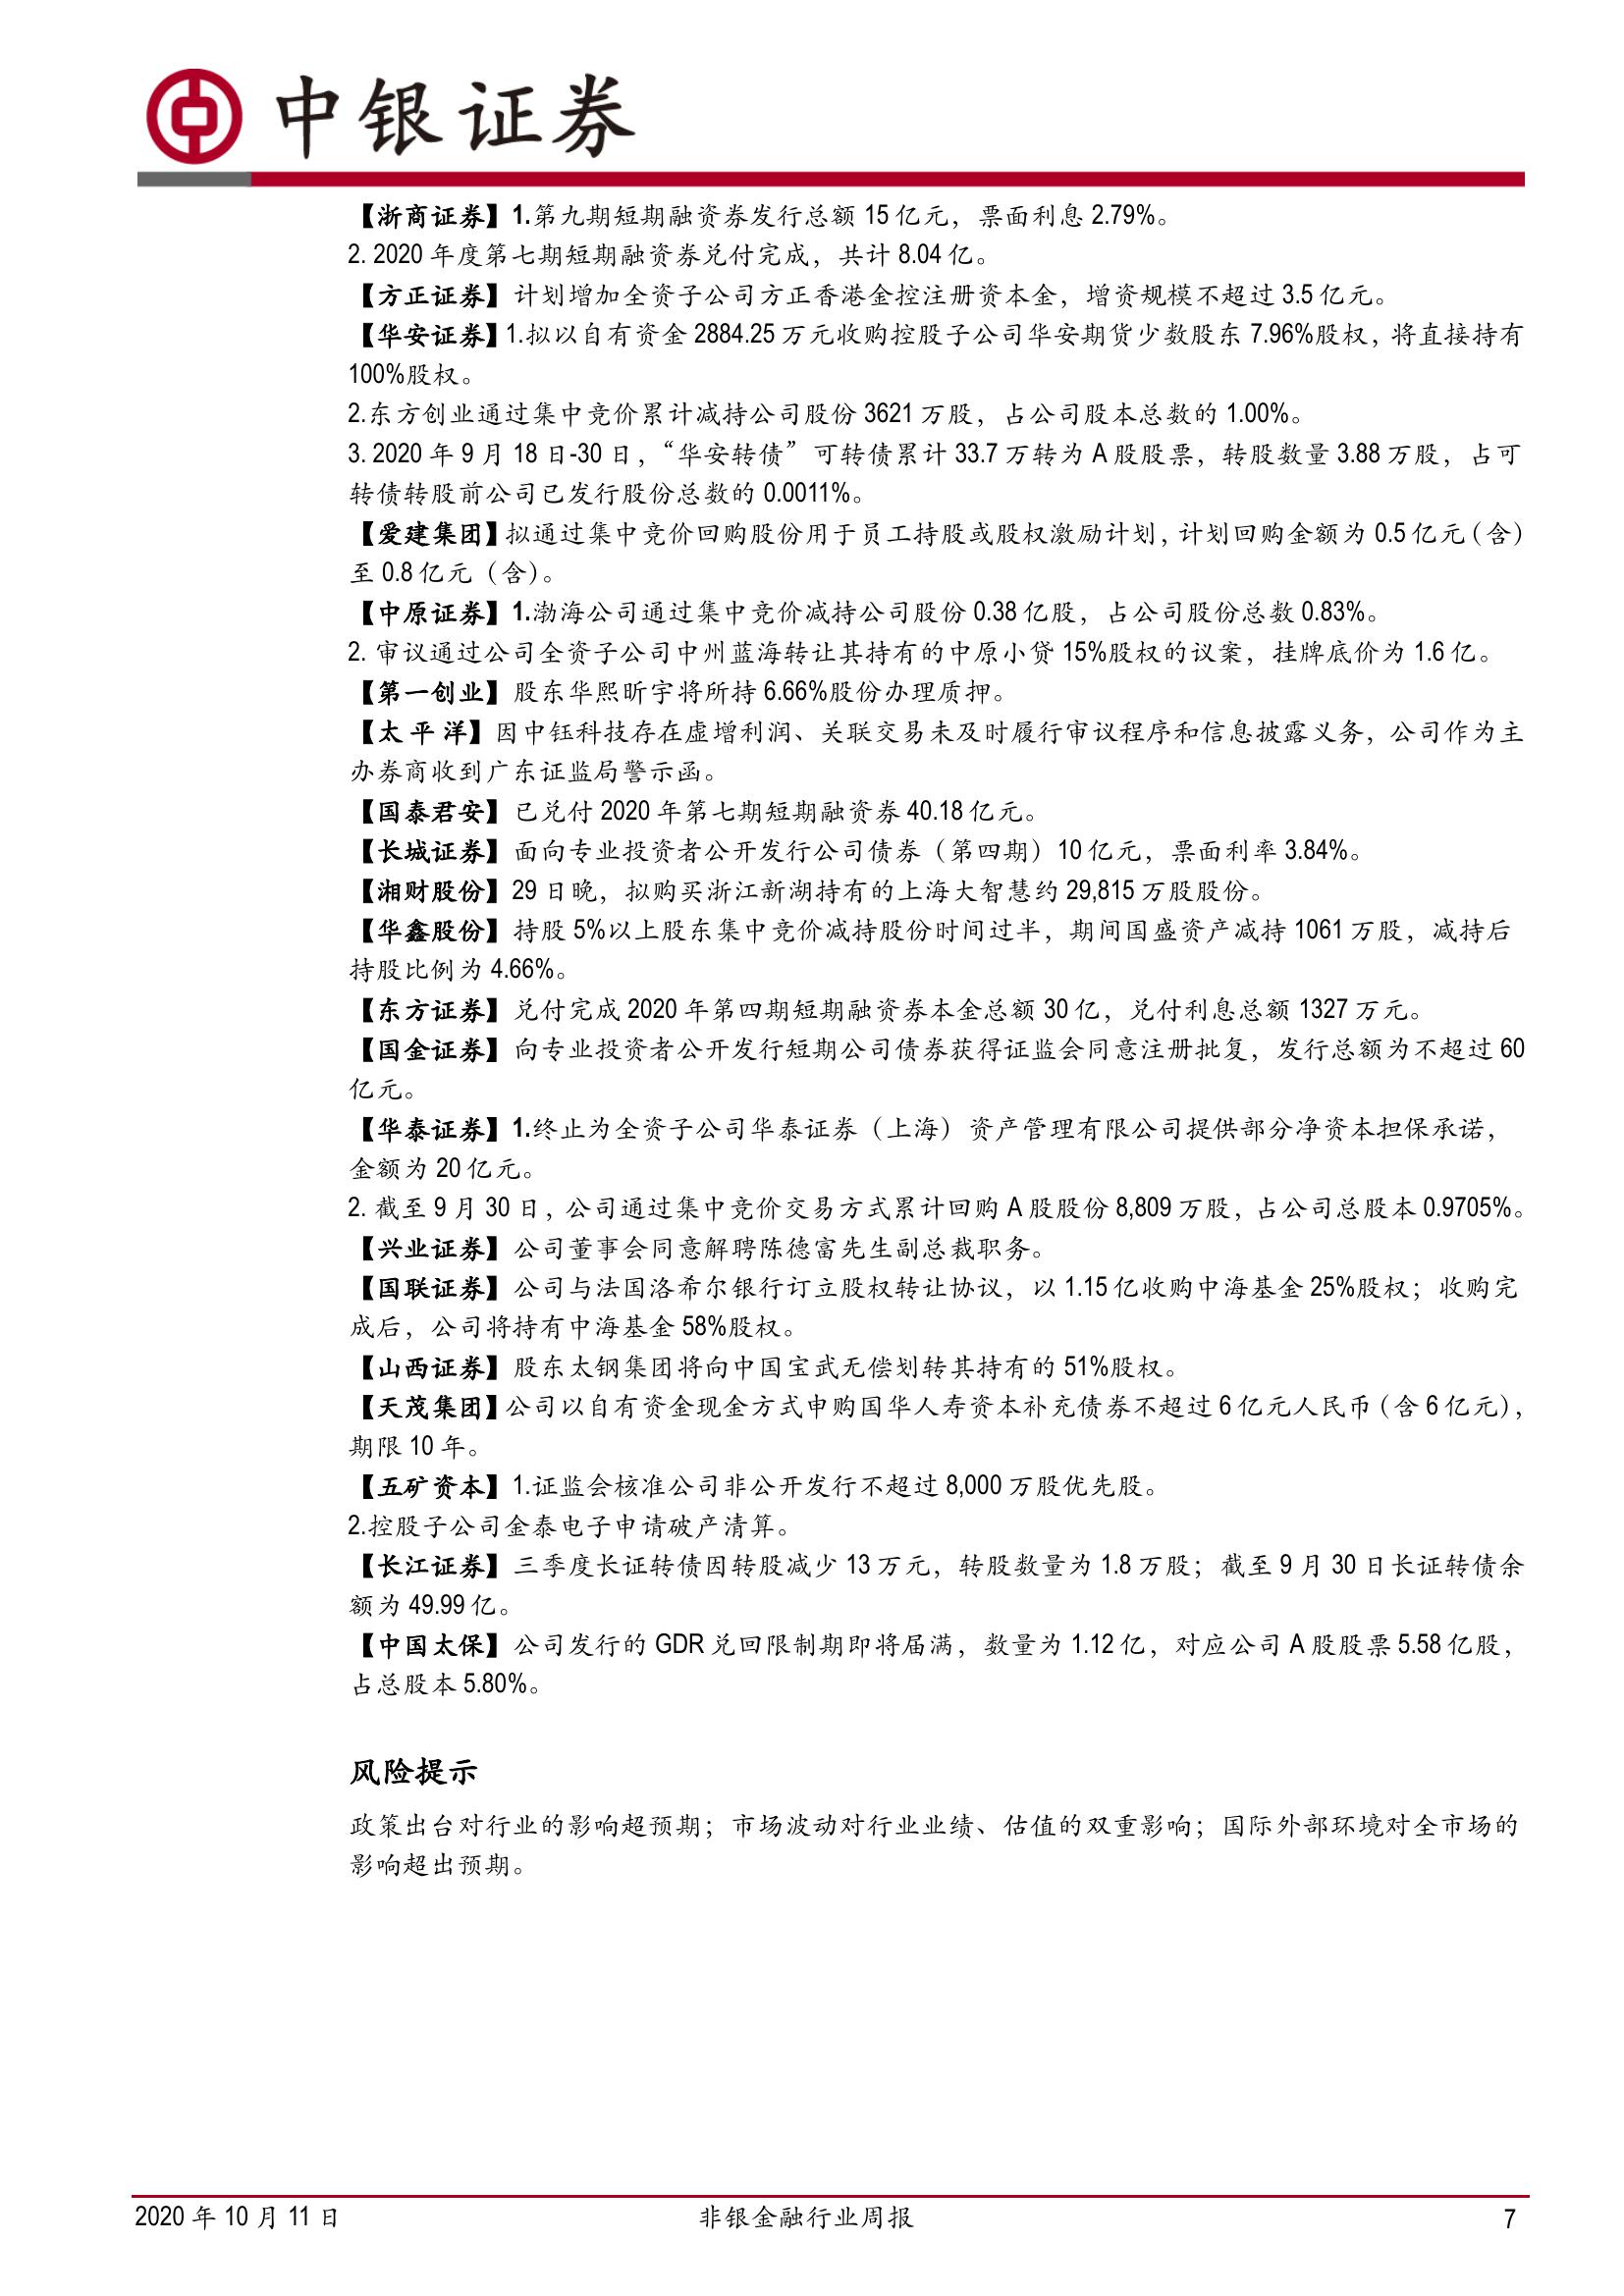 中银证券
【浙商证券】1.第九期短期融资券发行总额 15 亿元，票面利息 2.79%。
2. 2020 年度第七期短期融资券兑付完成，共计 8.04 亿。
【方正证券】计划增加全资子公司方正香港金控注册资本金，增资规模不超过 3.5 亿元。
【华安证券】1.拟以自有资金 2884.25 万元收购控股子公司华安期货少数股东 7.96%股权，将直接持有
100%股权。
2.东方创业通过集中竞价累计减持公司股份 3621 万股，占公司股本总数的 1.00%。
3. 2020 年 9 月 18 日-30 日，“华安转债”可转债累计 33.7 万转为 A 股股票，转股数量 3.88 万股，占可
转债转股前公司已发行股份总数的 0.0011%。
【爱建集团】拟通过集中竞价回购股份用于员工持股或股权激励计划，计划回购金额为 0.5 亿元（含）
至 0.8 亿元（含）。
【中原证券】1.渤海公司通过集中竞价减持公司股份 0.38 亿股，占公司股份总数 0.83%。
2. 审议通过公司全资子公司中州蓝海转让其持有的中原小贷 15%股权的议案，挂牌底价为 1.6 亿。
【第一创业】股东华熙昕宇将所持 6.66%股份办理质押。
【太 平 洋】因中钰科技存在虚增利润、关联交易未及时履行审议程序和信息披露义务，公司作为主
办券商收到广东证监局警示函。
【国泰君安】已兑付 2020 年第七期短期融资券 40.18 亿元。
【长城证券】面向专业投资者公开发行公司债券（第四期）10 亿元，票面利率 3.84%。
【湘财股份】29 日晚，拟购买浙江新湖持有的上海大智慧约 29,815 万股股份。
【华鑫股份】持股 5%以上股东集中竞价减持股份时间过半，期间国盛资产减持 1061 万股，减持后
持股比例为 4.66%。
【东方证券】兑付完成 2020 年第四期短期融资券本金总额 30 亿，兑付利息总额 1327 万元。
【国金证券】向专业投资者公开发行短期公司债券获得证监会同意注册批复，发行总额为不超过 60
亿元。
【华泰证券】1.终止为全资子公司华泰证券（上海）资产管理有限公司提供部分净资本担保承诺，
金额为 20 亿元。
2. 截至 9 月 30 日，公司通过集中竞价交易方式累计回购 A 股股份 8,809 万股，占公司总股本 0.9705%。
【兴业证券】公司董事会同意解聘陈德富先生副总裁职务。
【国联证券】公司与法国洛希尔银行订立股权转让协议，以 1.15 亿收购中海基金 25%股权；收购完
成后，公司将持有中海基金 58%股权。
【山西证券】股东太钢集团将向中国宝武无偿划转其持有的 51%股权。
【天茂集团】公司以自有资金现金方式申购国华人寿资本补充债券不超过 6 亿元人民币（含 6 亿元），
期限 10 年。
【五矿资本】1.证监会核准公司非公开发行不超过 8,000 万股优先股。
2.控股子公司金泰电子申请破产清算。
【长江证券】三季度长证转债因转股减少 13 万元，转股数量为 1.8 万股；截至 9 月 30 日长证转债余
额为 49.99 亿。
【中国太保】公司发行的 GDR 兑回限制期即将届满，数量为 1.12 亿，对应公司 A 股股票 5.58 亿股，
占总股本 5.80%。
风险提示
政策出台对行业的影响超预期；市场波动对行业业绩、估值的双重影响；国际外部环境对全市场的
影响超出预期。
2020 年 10 月 11 日 非银金融行业周报 7